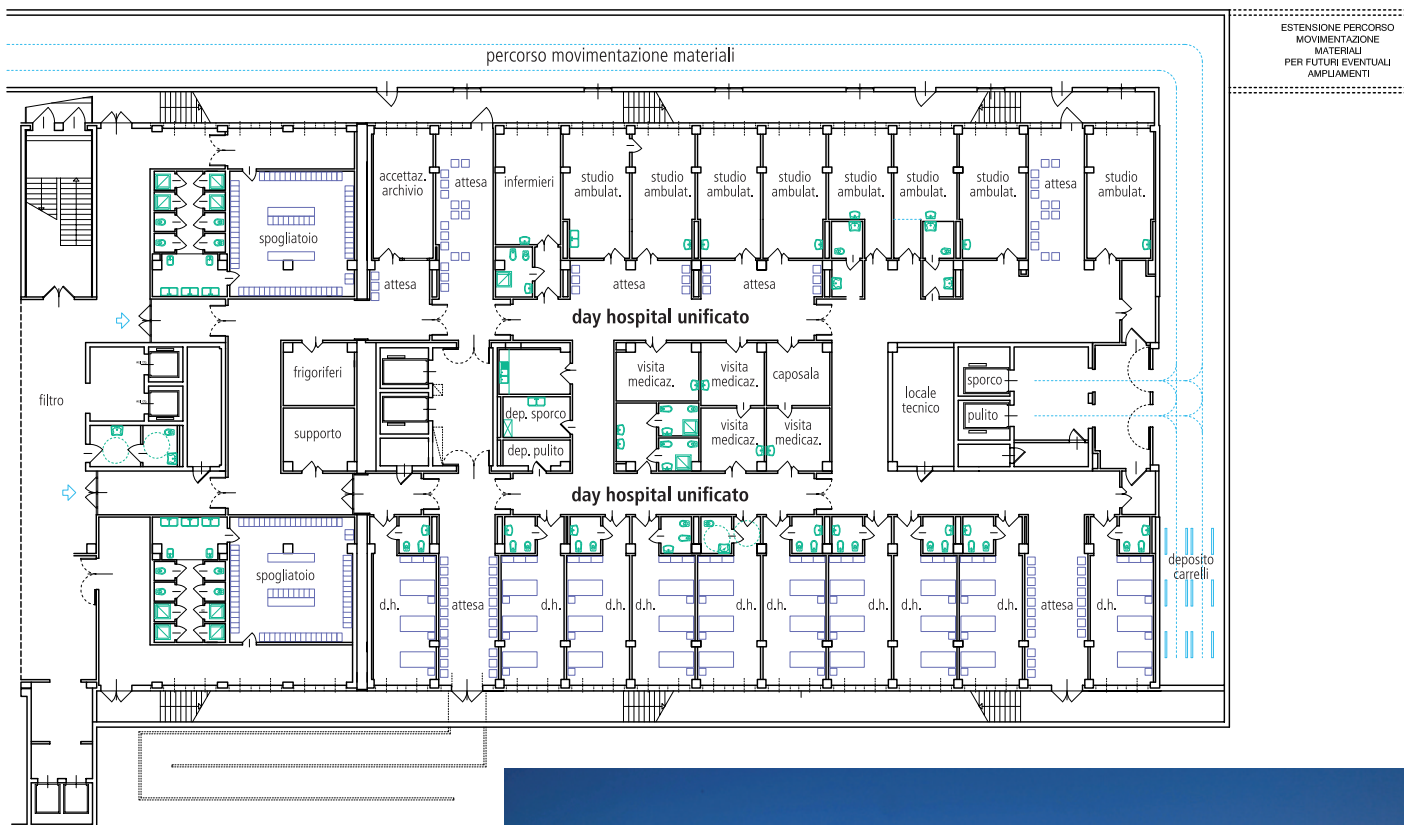 ESTENSIONE PERCORSO
MOVIMENTAZIONE
MATERIALI
PER FUTURI EVENTUALI
AMPLIAMENTI
percorso movimentazione materiali
accettaz.
archivio
attesa
infermieri
studio
ambulat.
studio
ambulat.
studio
ambulat.
studio
ambulat.
studio
ambulat.
studio
ambulat.
studio
ambulat.
attesa
studio
ambulat.
spogliatoio
attesa
attesa
attesa
day hospital unificato
filtro
frigoriferi
supporto
dep. sporco
dep. pulito
visita
medicaz.
visita
medicaz.
caposala
visita
medicaz.
visita
medicaz.
locale
tecnico
sporco
pulito
day hospital unificato
spogliatoio
d.h.
attesa
d.h.
d.h.
d.h.
d.h.
d.h.
d.h.
d.h.
attesa
d.h.
deposito
carrelli